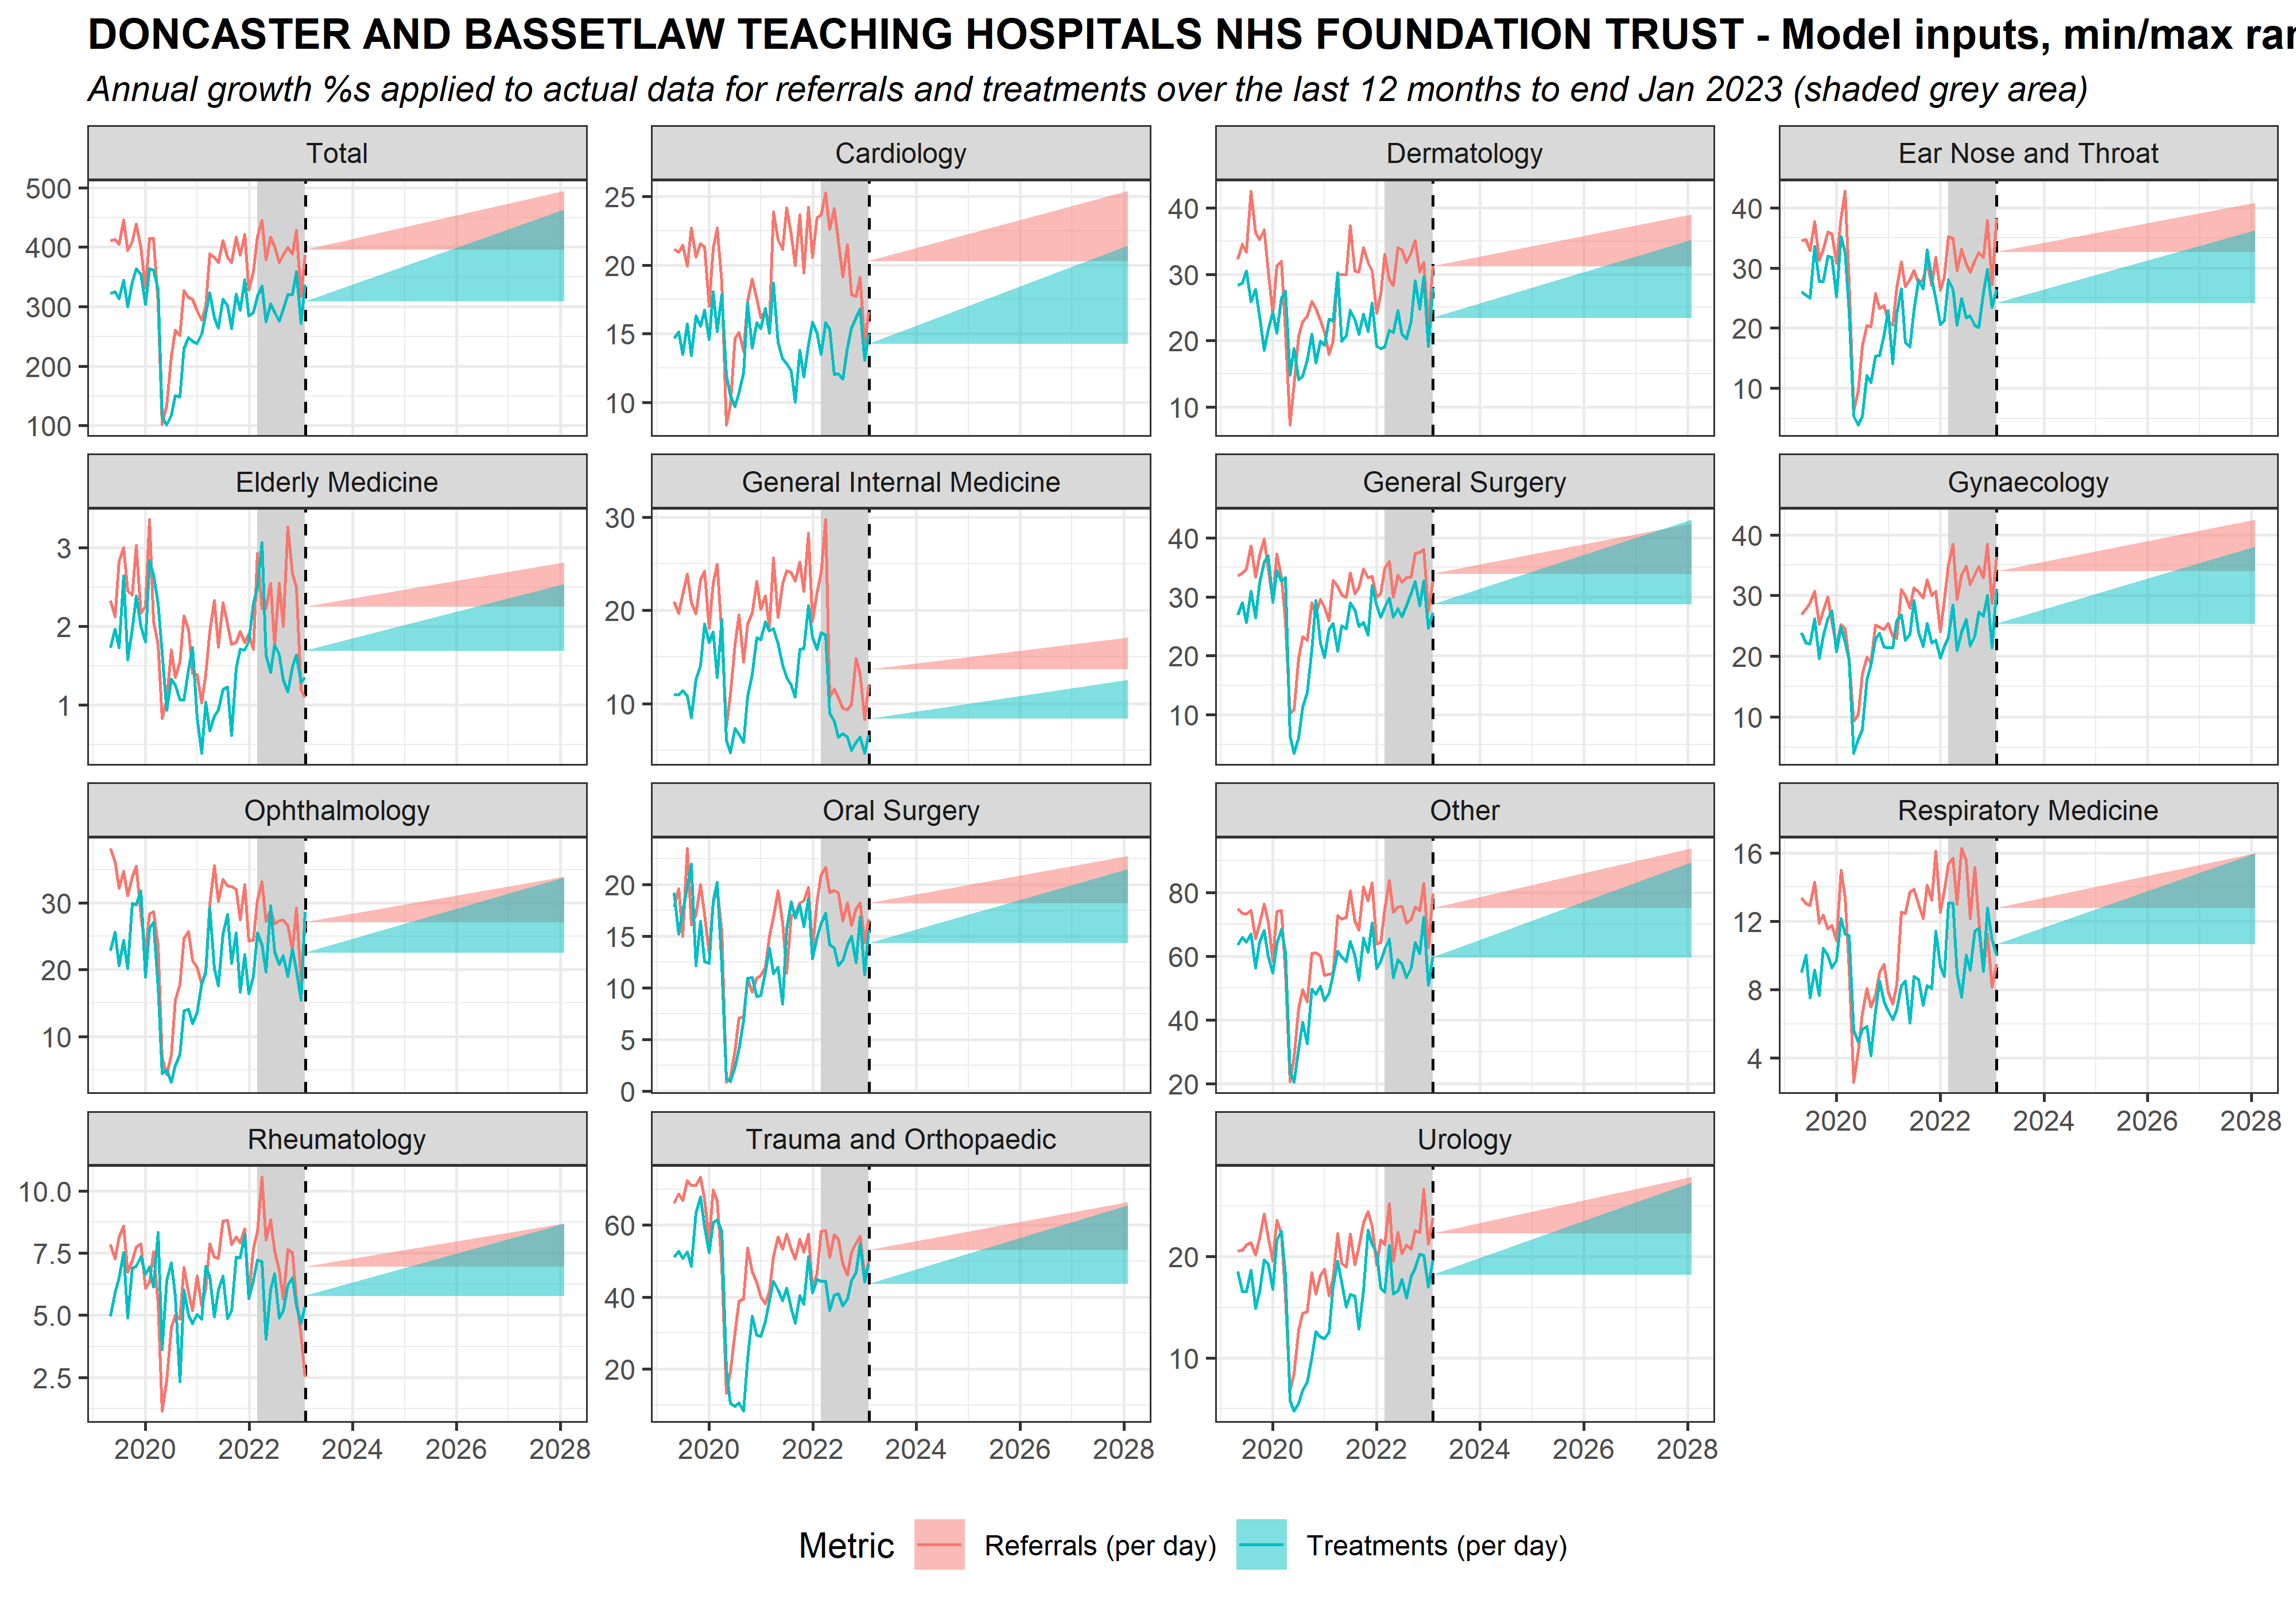 DONCASTER AND BASSETLAW TEACHING HOSPITALS NHS FOUNDATION TRUST - Model inputs, min/max ran
Annual growth %s applied to actual data for referrals and treatments over the last 12 months to end Jan 2023 (shaded grey area)
Total
Cardiology
Dermatology
Ear Nose and Throat
500
400
300
200
100
25
20
15
10
40
30
20
10
40
30
20
10
Elderly Medicine
General Internal Medicine
General Surgery
Gynaecology
3
2
1
30
20
10
40
30
20
10
40
30
20
10
Ophthalmology
Oral Surgery
Other
Respiratory Medicine
30
20
10
20
15
10
5
0
80
60
40
20
16
12
8
4
2020 2022 2024 2026 2028
Rheumatology
Trauma and Orthopaedic
Urology
10.0
7.5
5.0
2.5
60
40
20
20
10
2020 2022 2024 2026 2028
2020 2022 2024 2026 2028
2020 2022 2024 2026 2028
Metric Referrals (per day) Treatments (per day)